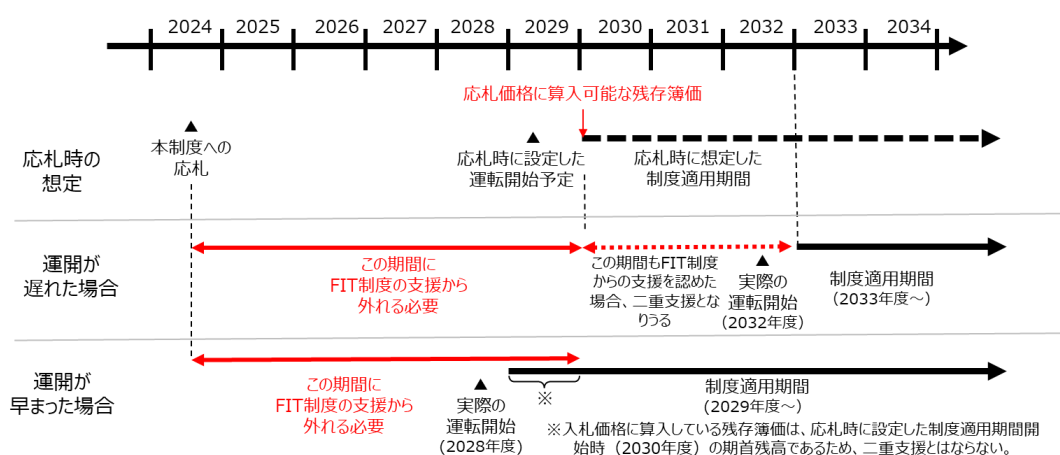 2024 2025 2026 2027 2028 2029 2030 2031 2032 2033 2034
応札価格に算入可能な残存簿価
応札時の
想定
▲
本制度への
応札
▲
応札時に設定した
運転開始予定
応札時に想定した
制度適用期間
運開が
遅れた場合
この期間に
FIT制度の支援から
外れる必要
この期間もFIT制度
からの支援を認めた
場合、二重支援とな
りうる
▲
実際の
運転開始
(2032年度)
制度適用期間
(2033年度~)
運開が
早まった場合
この期間に
FIT制度の支援から
外れる必要
▲
実際の
運転開始
(2028年度)
※
制度適用期間
(2029年度~)
※入札価格に算入している残存簿価は、応札時に設定した制度適用期間開
始時(2030年度)の期首残高であるため、二重支援とはならない。